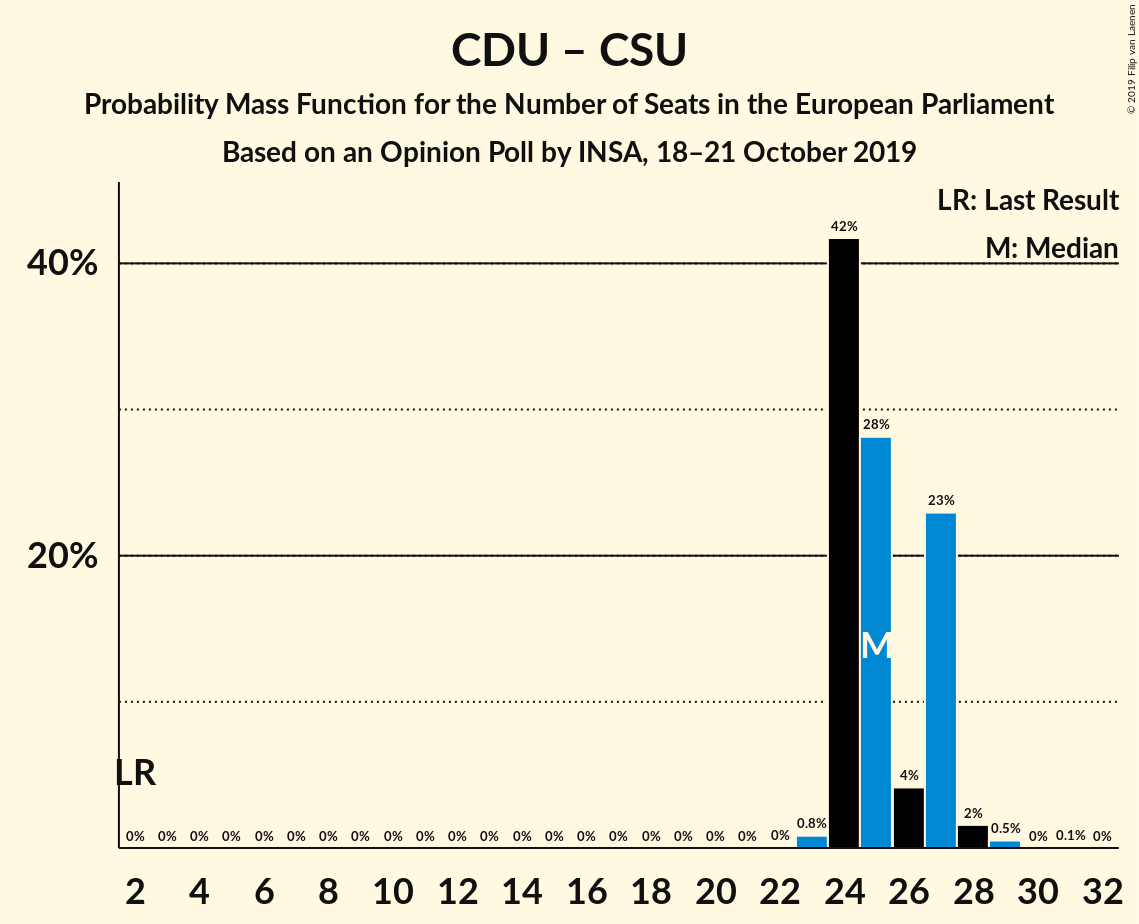 © 2019 Filip van Laenen
CDU – CSU
Probability Mass Function for the Number of Seats in the European Parliament
Based on an Opinion Poll by INSA, 18–21 October 2019
LR: Last Result
M: Median
42%
40%
28%
23%
20%
M
LR
4%
2%
0% 0% 0% 0% 0% 0% 0% 0% 0% 0% 0% 0% 0% 0% 0% 0% 0% 0% 0% 0% 0% 0.8% 0.5% 0% 0.1% 0%
2 4 6 8 10 12 14 16 18 20 22 24 26 28 30 32